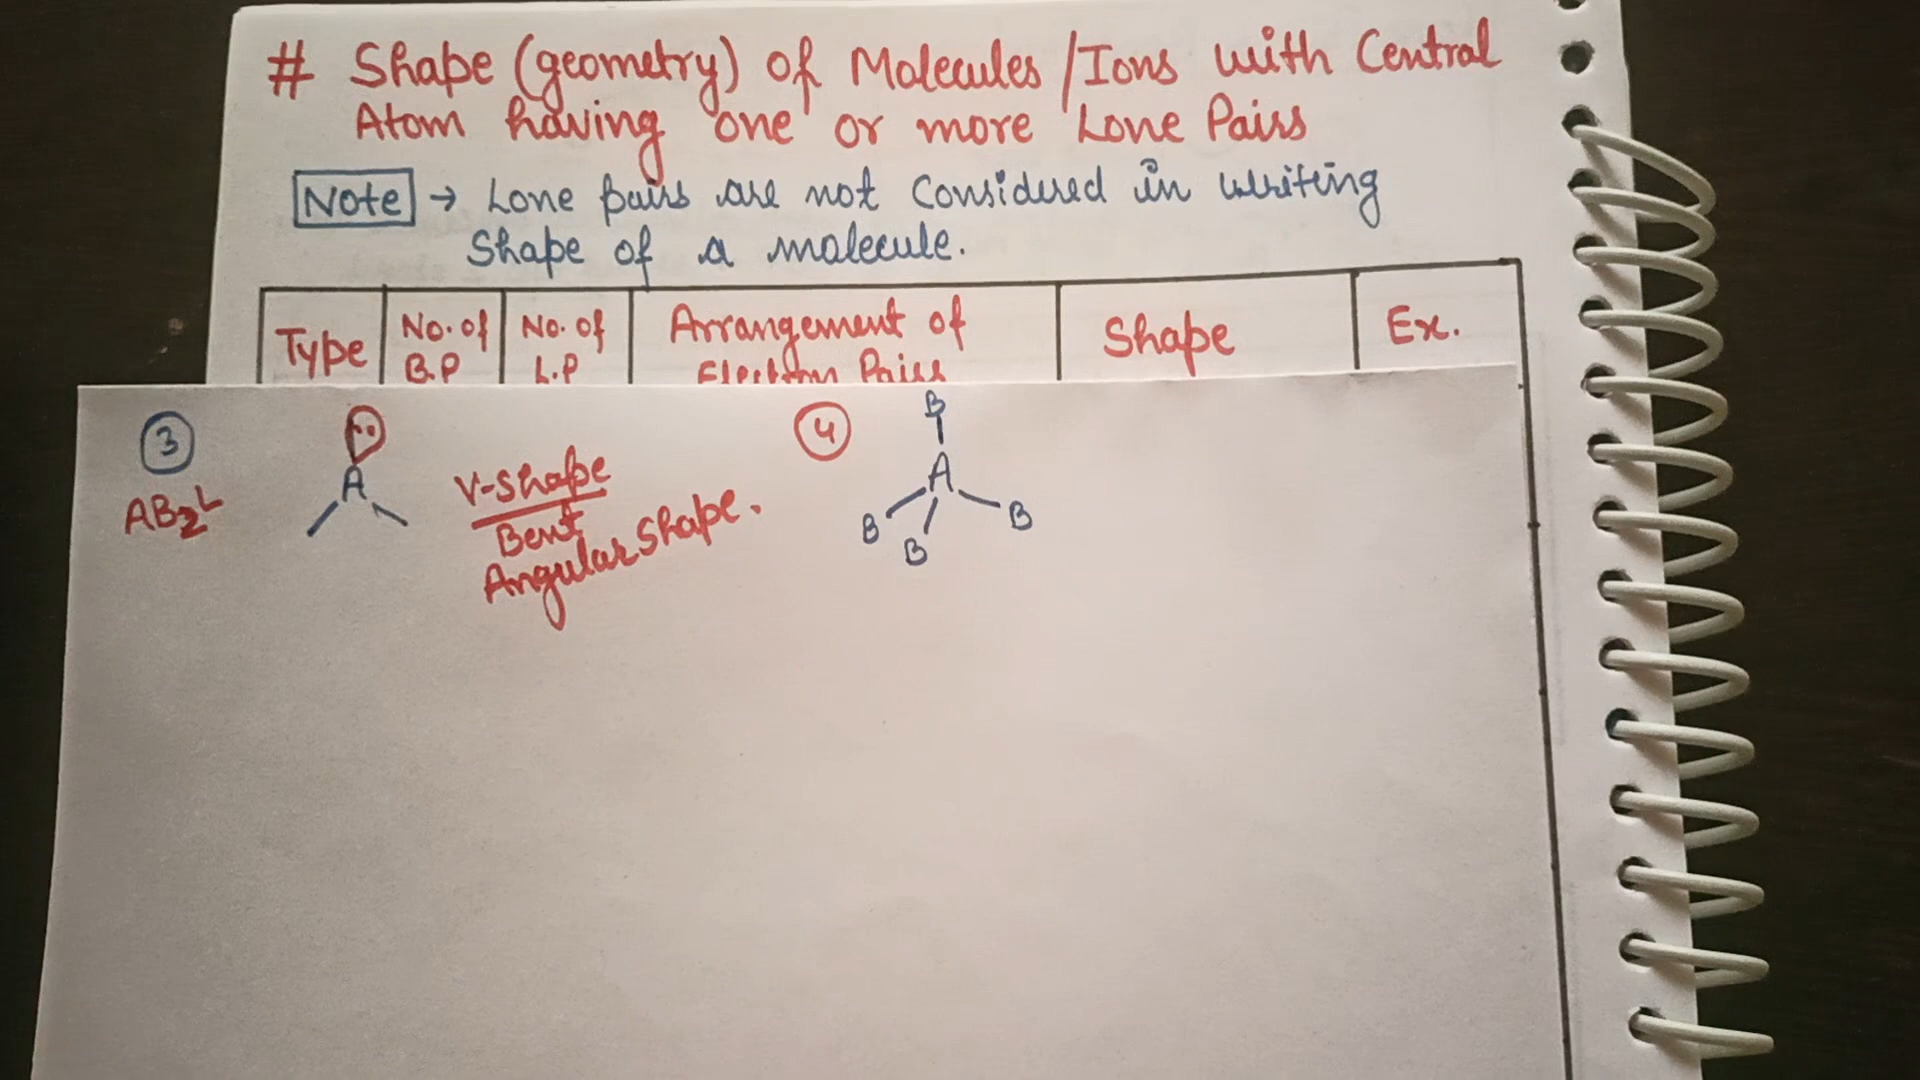 # Shape (geometry) of Molecules/Ions with Central
Atom having one or more Lone Pairs
Note → Lone pairs are not Considered in writing
Shape of a molecule.
Type
No. of
B.P
No. of
L.P
Arrangement of
Electron Pairs
Shape
Ex.
3
AB2L
A
V-Shape
Bent
Angular Shape.
4
B
A
B
B
B